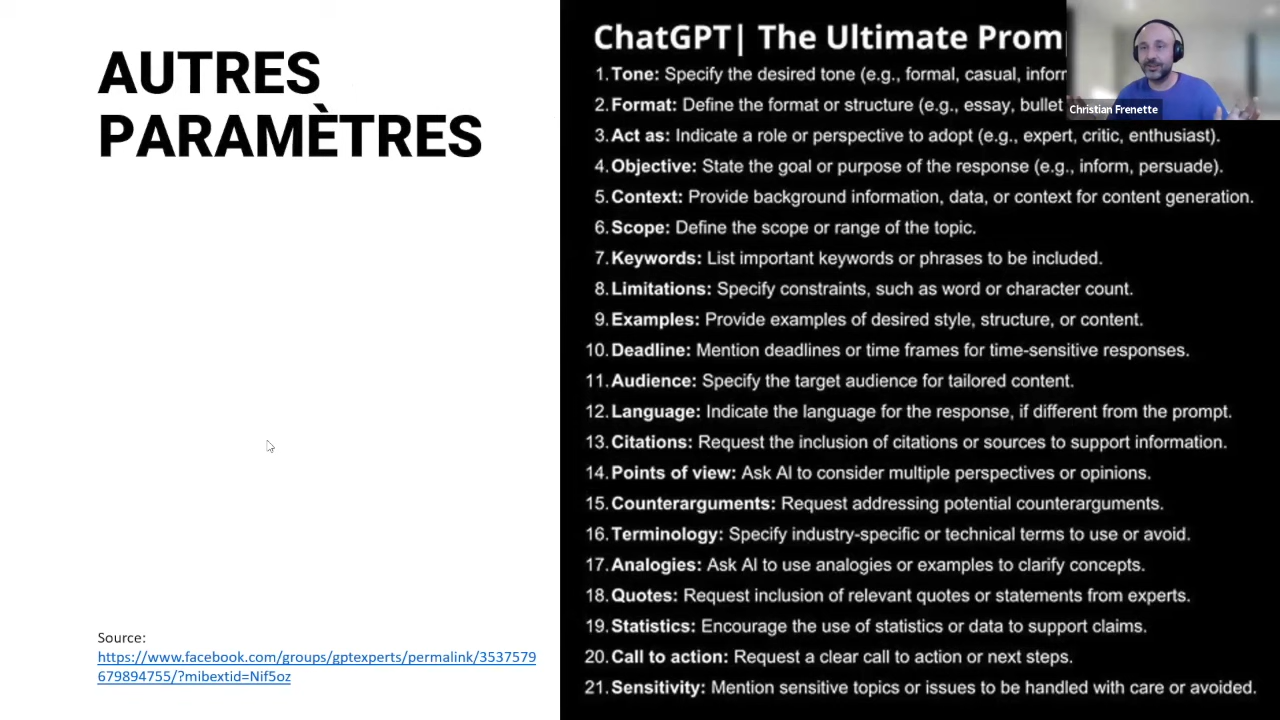 AUTRES
PARAMÈTRES
Source:
https://www.facebook.com/groups/gptexperts/permalink/3537579
679894755/?mibextid=Nif5oz
ChatGPT| The Ultimate Prom
1. Tone: Specify the desired tone (e.g., formal, casual, infor
2. Format: Define the format or structure (e.g., essay, bullet
3. Act as: Indicate a role or perspective to adopt (e.g., expert, critic, enthusiast).
4. Objective: State the goal or purpose of the response (e.g., inform, persuade).
5. Context: Provide background information, data, or context for content generation.
6. Scope: Define the scope or range of the topic.
7. Keywords: List important keywords or phrases to be included.
8. Limitations: Specify constraints, such as word or character count.
9. Examples: Provide examples of desired style, structure, or content.
10. Deadline: Mention deadlines or time frames for time-sensitive responses.
11. Audience: Specify the target audience for tailored content.
12. Language: Indicate the language for the response, if different from the prompt.
13. Citations: Request the inclusion of citations or sources to support information.
14. Points of view: Ask AI to consider multiple perspectives or opinions.
15. Counterarguments: Request addressing potential counterarguments.
16. Terminology: Specify industry-specific or technical terms to use or avoid.
17. Analogies: Ask AI to use analogies or examples to clarify concepts.
18. Quotes: Request inclusion of relevant quotes or statements from experts.
19. Statistics: Encourage the use of statistics or data to support claims.
20. Call to action: Request a clear call to action or next steps.
21. Sensitivity: Mention sensitive topics or issues to be handled with care or avoided.
Christian Frenette